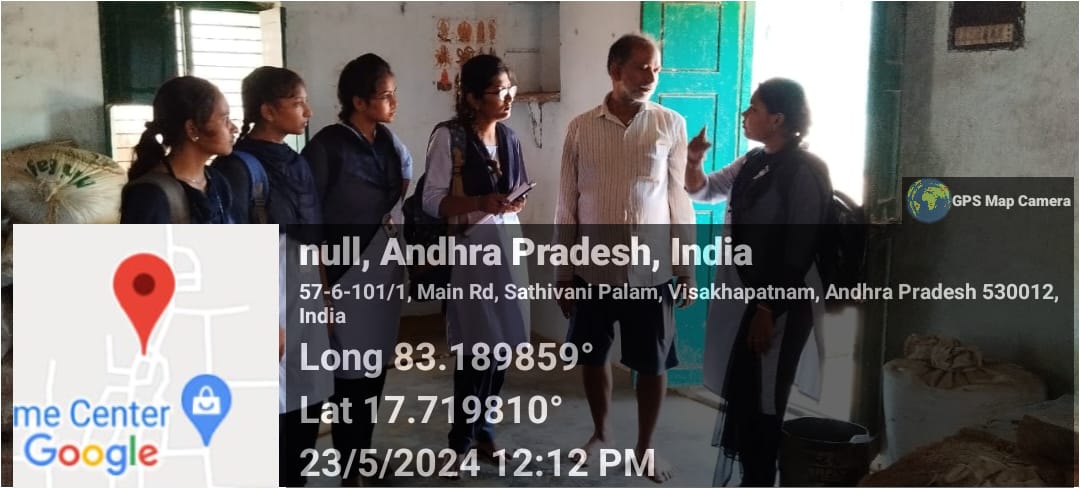 GPS Map Camera
null, Andhra Pradesh, India
57-6-101/1, Main Rd, Sathivani Palam, Visakhapatnam, Andhra Pradesh 530012,
India
Long 83.189859°
Lat 17.719810°
23/5/2024 12:12 PM
me Center
Google